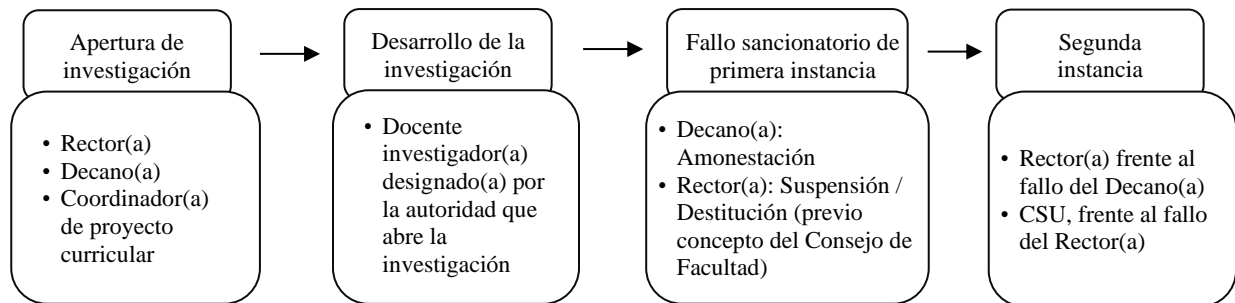 Apertura de
investigación
• Rector(a)
• Decano(a)
• Coordinador(a)
de proyecto
curricular
Desarrollo de la
investigación
• Docente
investigador(a)
designado(a) por
la autoridad que
abre la
investigación
Fallo sancionatorio de
primera instancia
• Decano(a):
Amonestación
• Rector(a): Suspensión /
Destitución (previo
concepto del Consejo de
Facultad)
Segunda
instancia
• Rector(a) frente al
fallo del Decano(a)
• CSU, frente al fallo
del Rector(a)